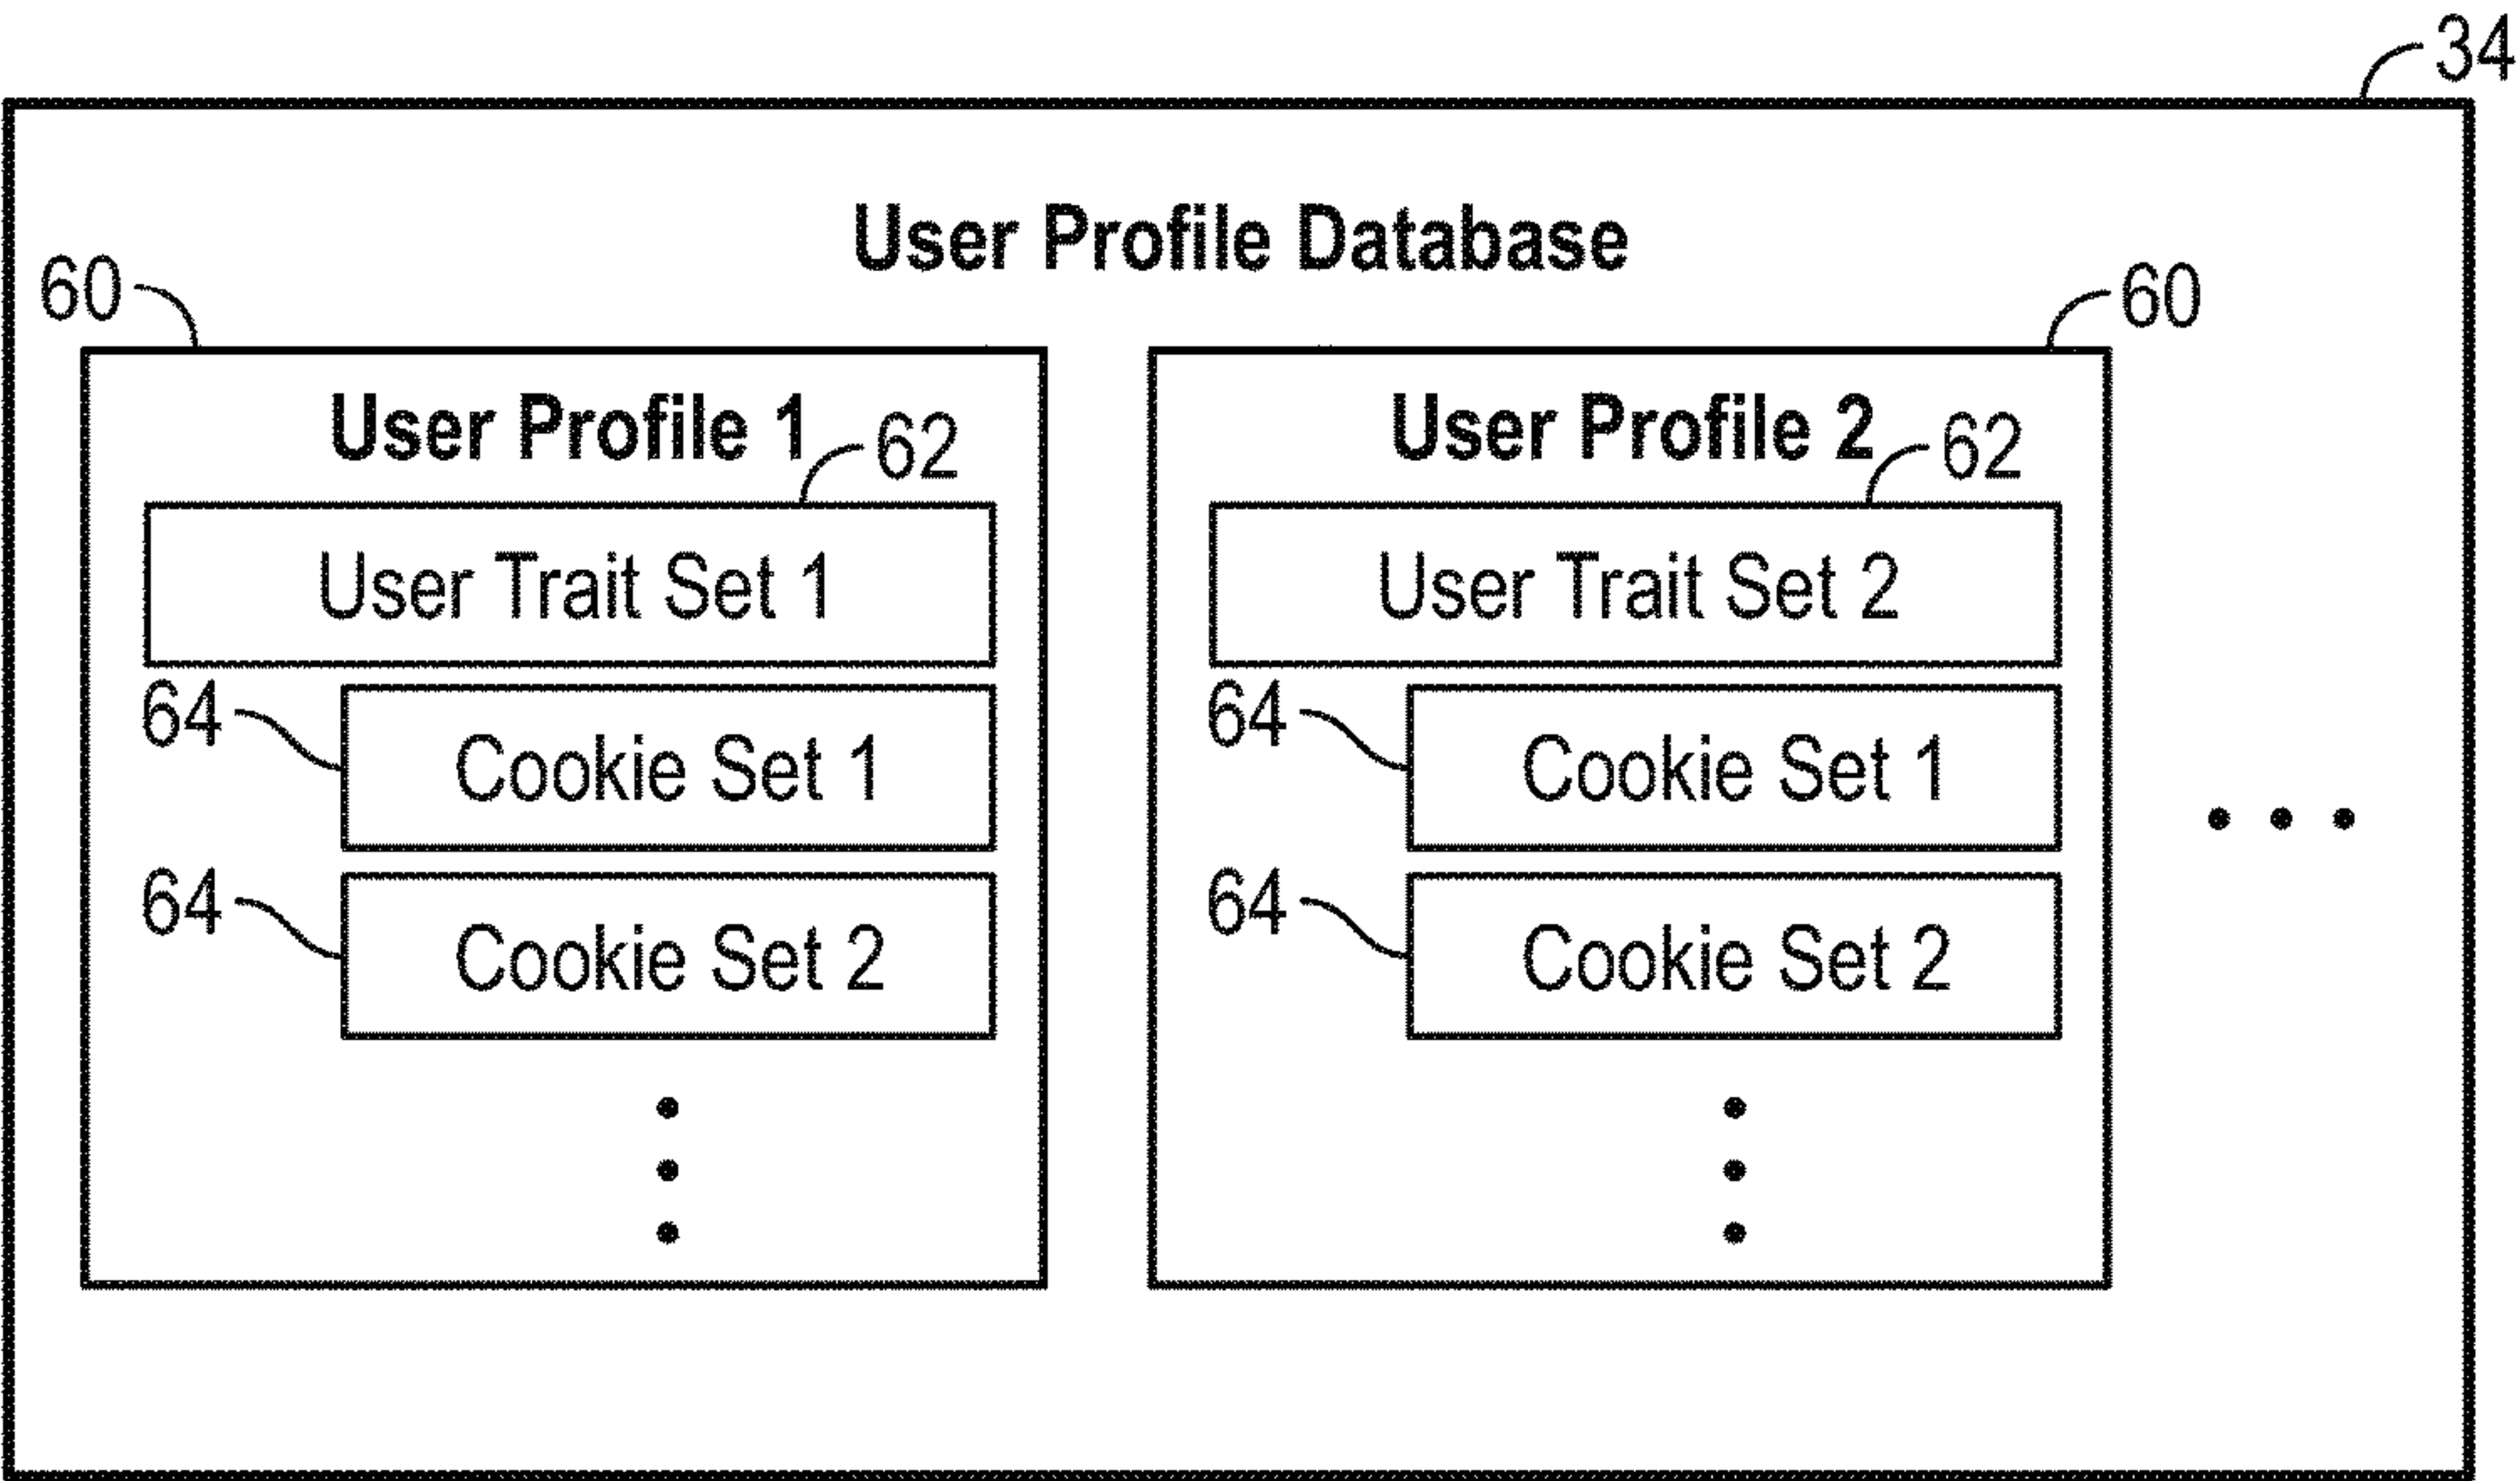 34
User Profile Database
60
60
User Profile 1
62
User Trait Set 1
64
Cookie Set 1
64
Cookie Set 2
User Profile 2
62
User Trait Set 2
64
Cookie Set 1
64
Cookie Set 2